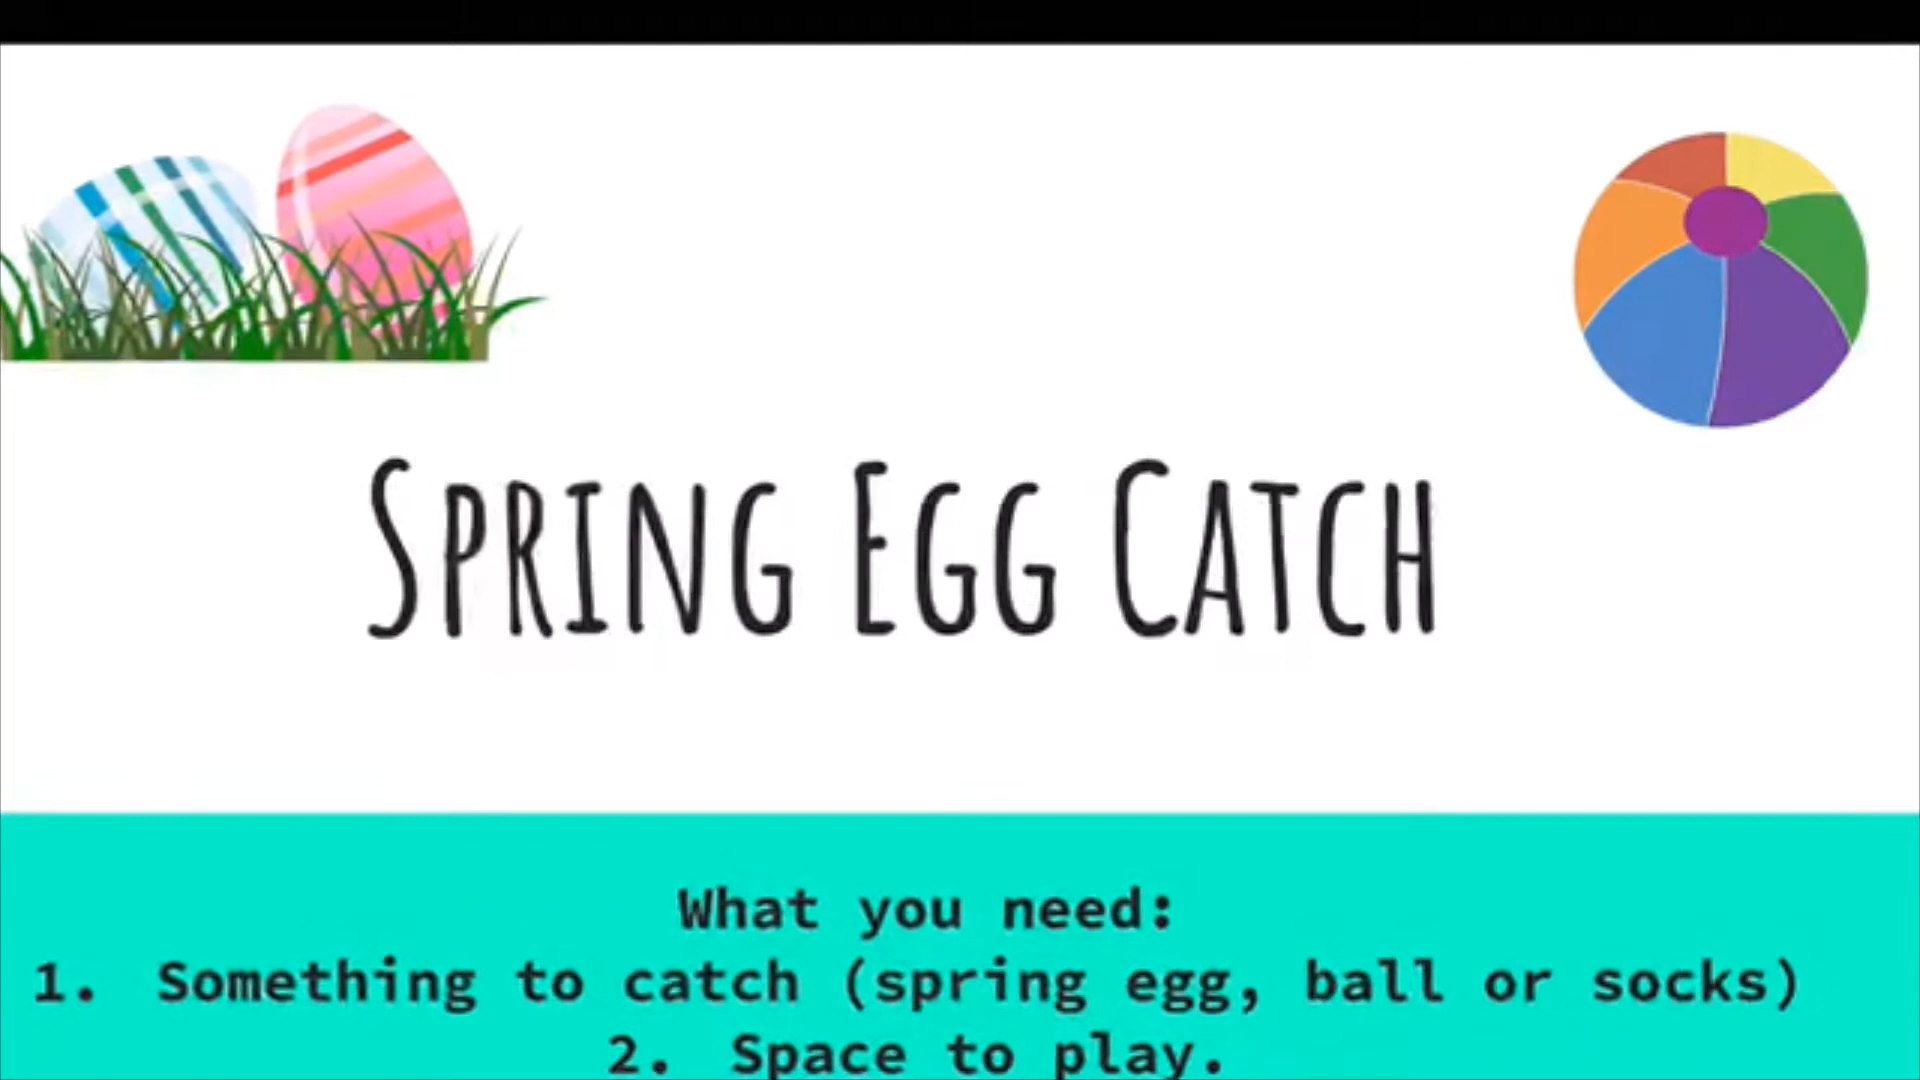 Spring Egg Catch
What you need:
1. Something to catch (spring egg, ball or socks)
2. Space to play.